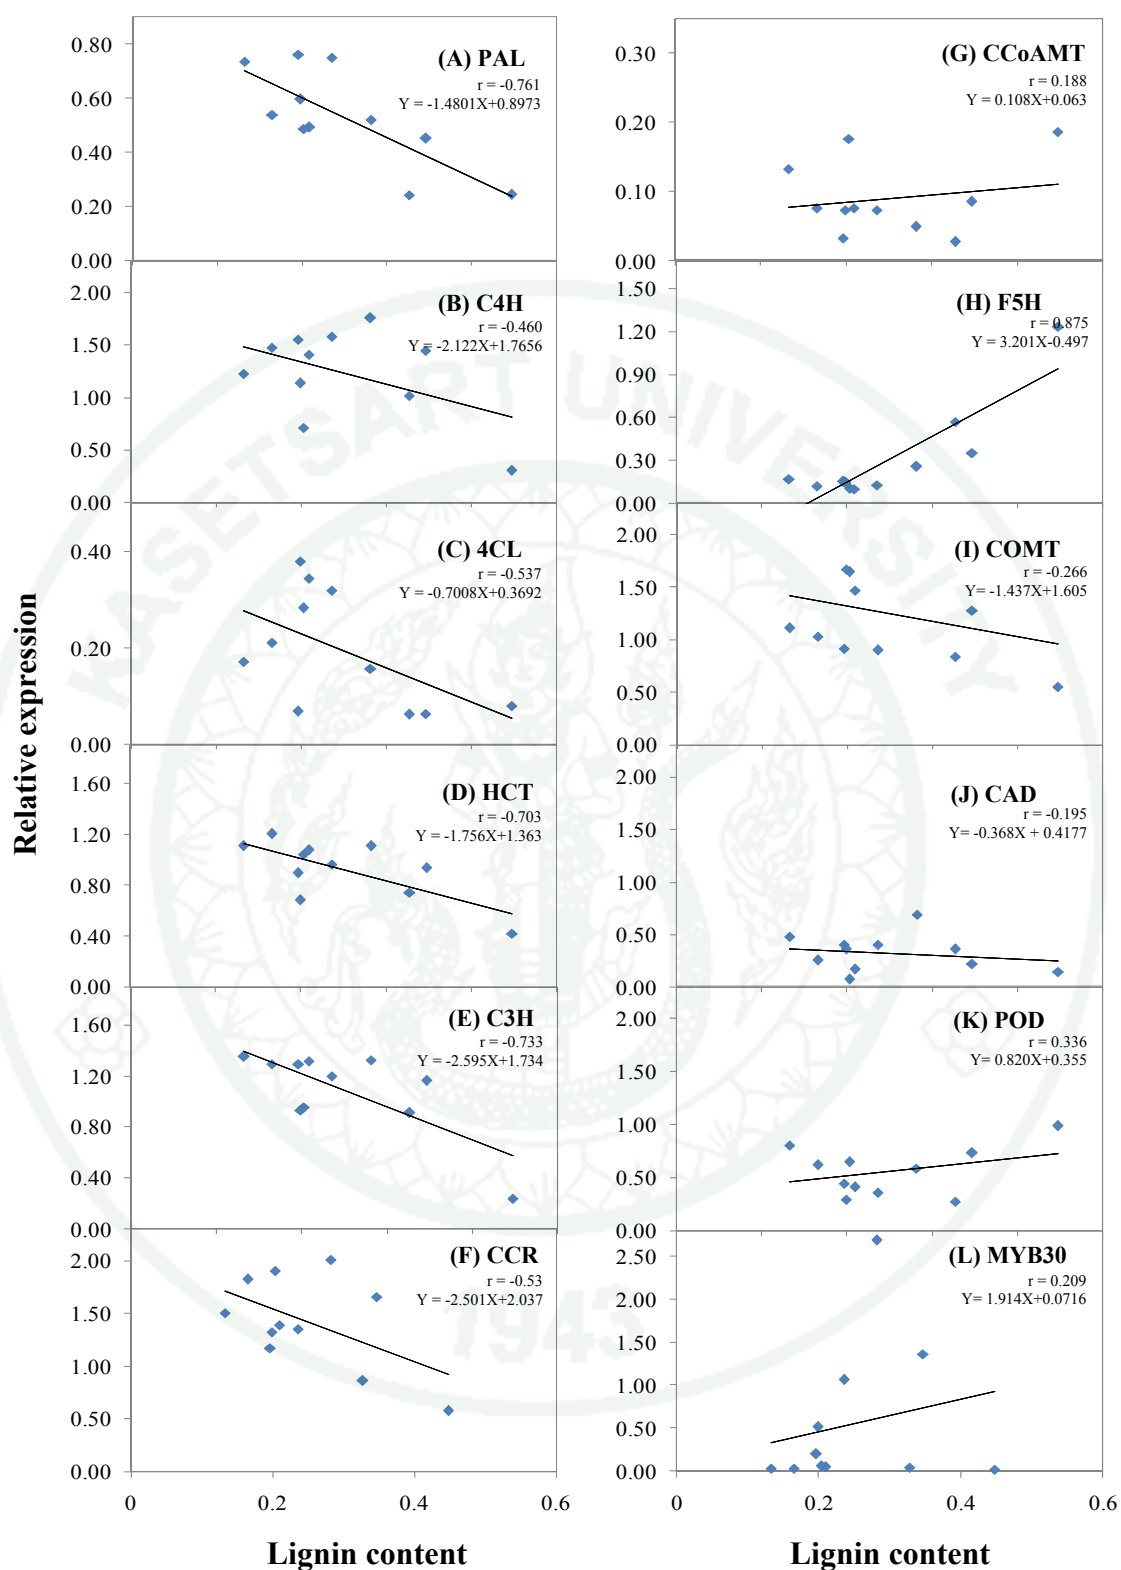 Relative expression
(A) PAL
r = -0.761
Y = -1.4801X+0.8973
0.80
0.60
0.40
0.20
0.00
(B) C4H
r = -0.460
Y = -2.122X+1.7656
2.00
1.50
1.00
0.50
0.00
(C) 4CL
r = -0.537
Y = -0.7008X+0.3692
0.40
0.20
0.00
(D) HCT
r = -0.703
Y = -1.756X+1.363
1.60
1.20
0.80
0.40
0.00
(E) C3H
r = -0.733
Y = -2.595X+1.734
1.60
1.20
0.80
0.40
0.00
(F) CCR
r = -0.53
Y = -2.501X+2.037
2.00
1.50
1.00
0.50
0.00
0 0.2 0.4 0.6
Lignin content
(G) CCoAMT
r = 0.188
Y = 0.108X+0.063
0.30
0.20
0.10
0.00
(H) F5H
r = 0.875
Y = 3.201X-0.497
1.50
1.20
0.90
0.60
0.30
0.00
(I) COMT
r = -0.266
Y= -1.437X+1.605
2.00
1.50
1.00
0.50
0.00
(J) CAD
r = -0.195
Y= -0.368X + 0.4177
2.00
1.50
1.00
0.50
0.00
(K) POD
r = 0.336
Y= 0.820X+0.355
2.00
1.50
1.00
0.50
0.00
(L) MYB30
r = 0.209
Y= 1.914X+0.0716
2.50
2.00
1.50
1.00
0.50
0.00
0 0.2 0.4 0.6
Lignin content
KASETSART UNIVERSITY
1943